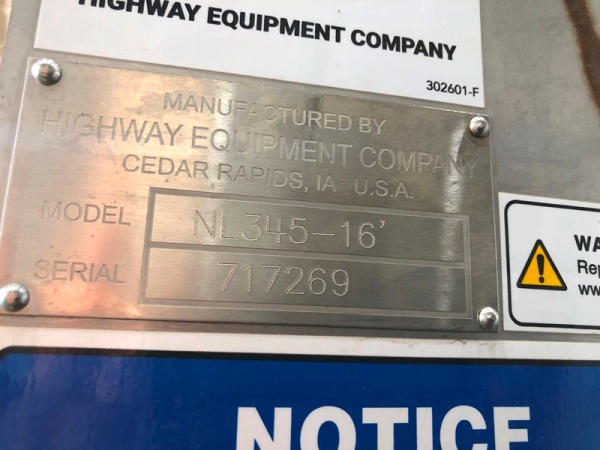 HIGHWAY EQUIPMENT COMPANY
302601-F
MANUFACTURED BY
HIGHWAY EQUIPMENT COMPANY
CEDAR RAPIDS, IA U.S.A.
MODEL NL345-16'
SERIAL 717269
WA
Rep
www
NOTICE